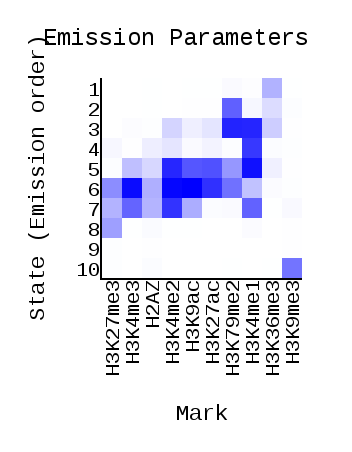 Emission Parameters
State (Emission order)
1
2
3
4
5
6
7
8
9
10
H3K27me3
H3K4me3
H2AZ
H3K4me2
H3K9ac
H3K27ac
H3K79me2
H3K4me1
H3K36me3
H3K9me3
Mark